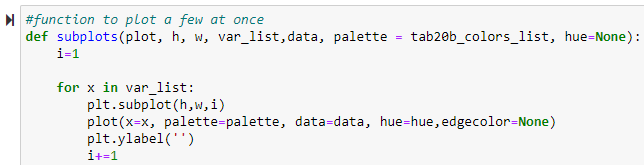 #function to plot a few at once
def subplots(plot, h, w, var_list,data, palette = tab20b_colors_list, hue=None):
    i=1
    for x in var_list:
        plt.subplot(h,w,i)
        plot(x=x, palette=palette, data=data, hue=hue,edgecolor=None)
        plt.ylabel('')
        i+=1